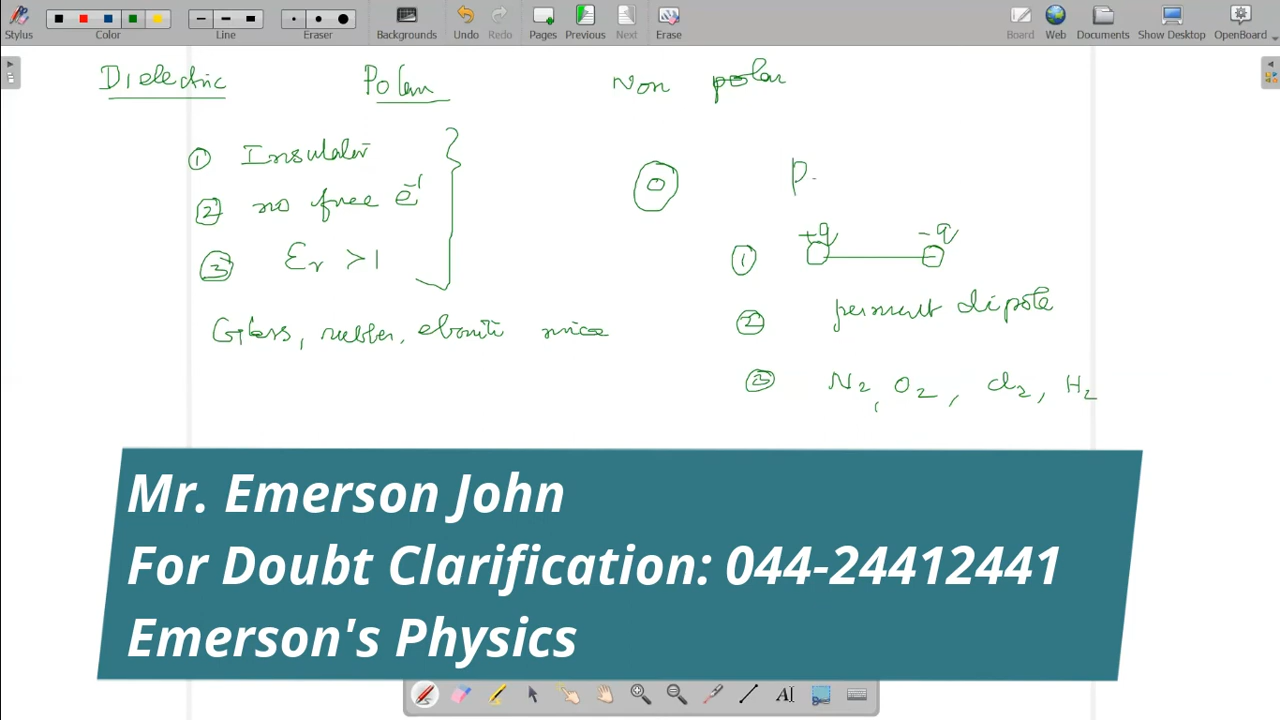 Stylus Color Line Eraser Backgrounds Undo Redo Pages Previous Next Erase Board Web Documents Show Desktop OpenBoard
Dielectric Polar Non polar
① Insulator
② no free e⁻
③ εr > 1
Glass, rubber, ebonite mica
P.
① +q -q
② permenent dipole
③ N2, O2, Cl2, H2
Mr. Emerson John
For Doubt Clarification: 044-24412441
Emerson's Physics